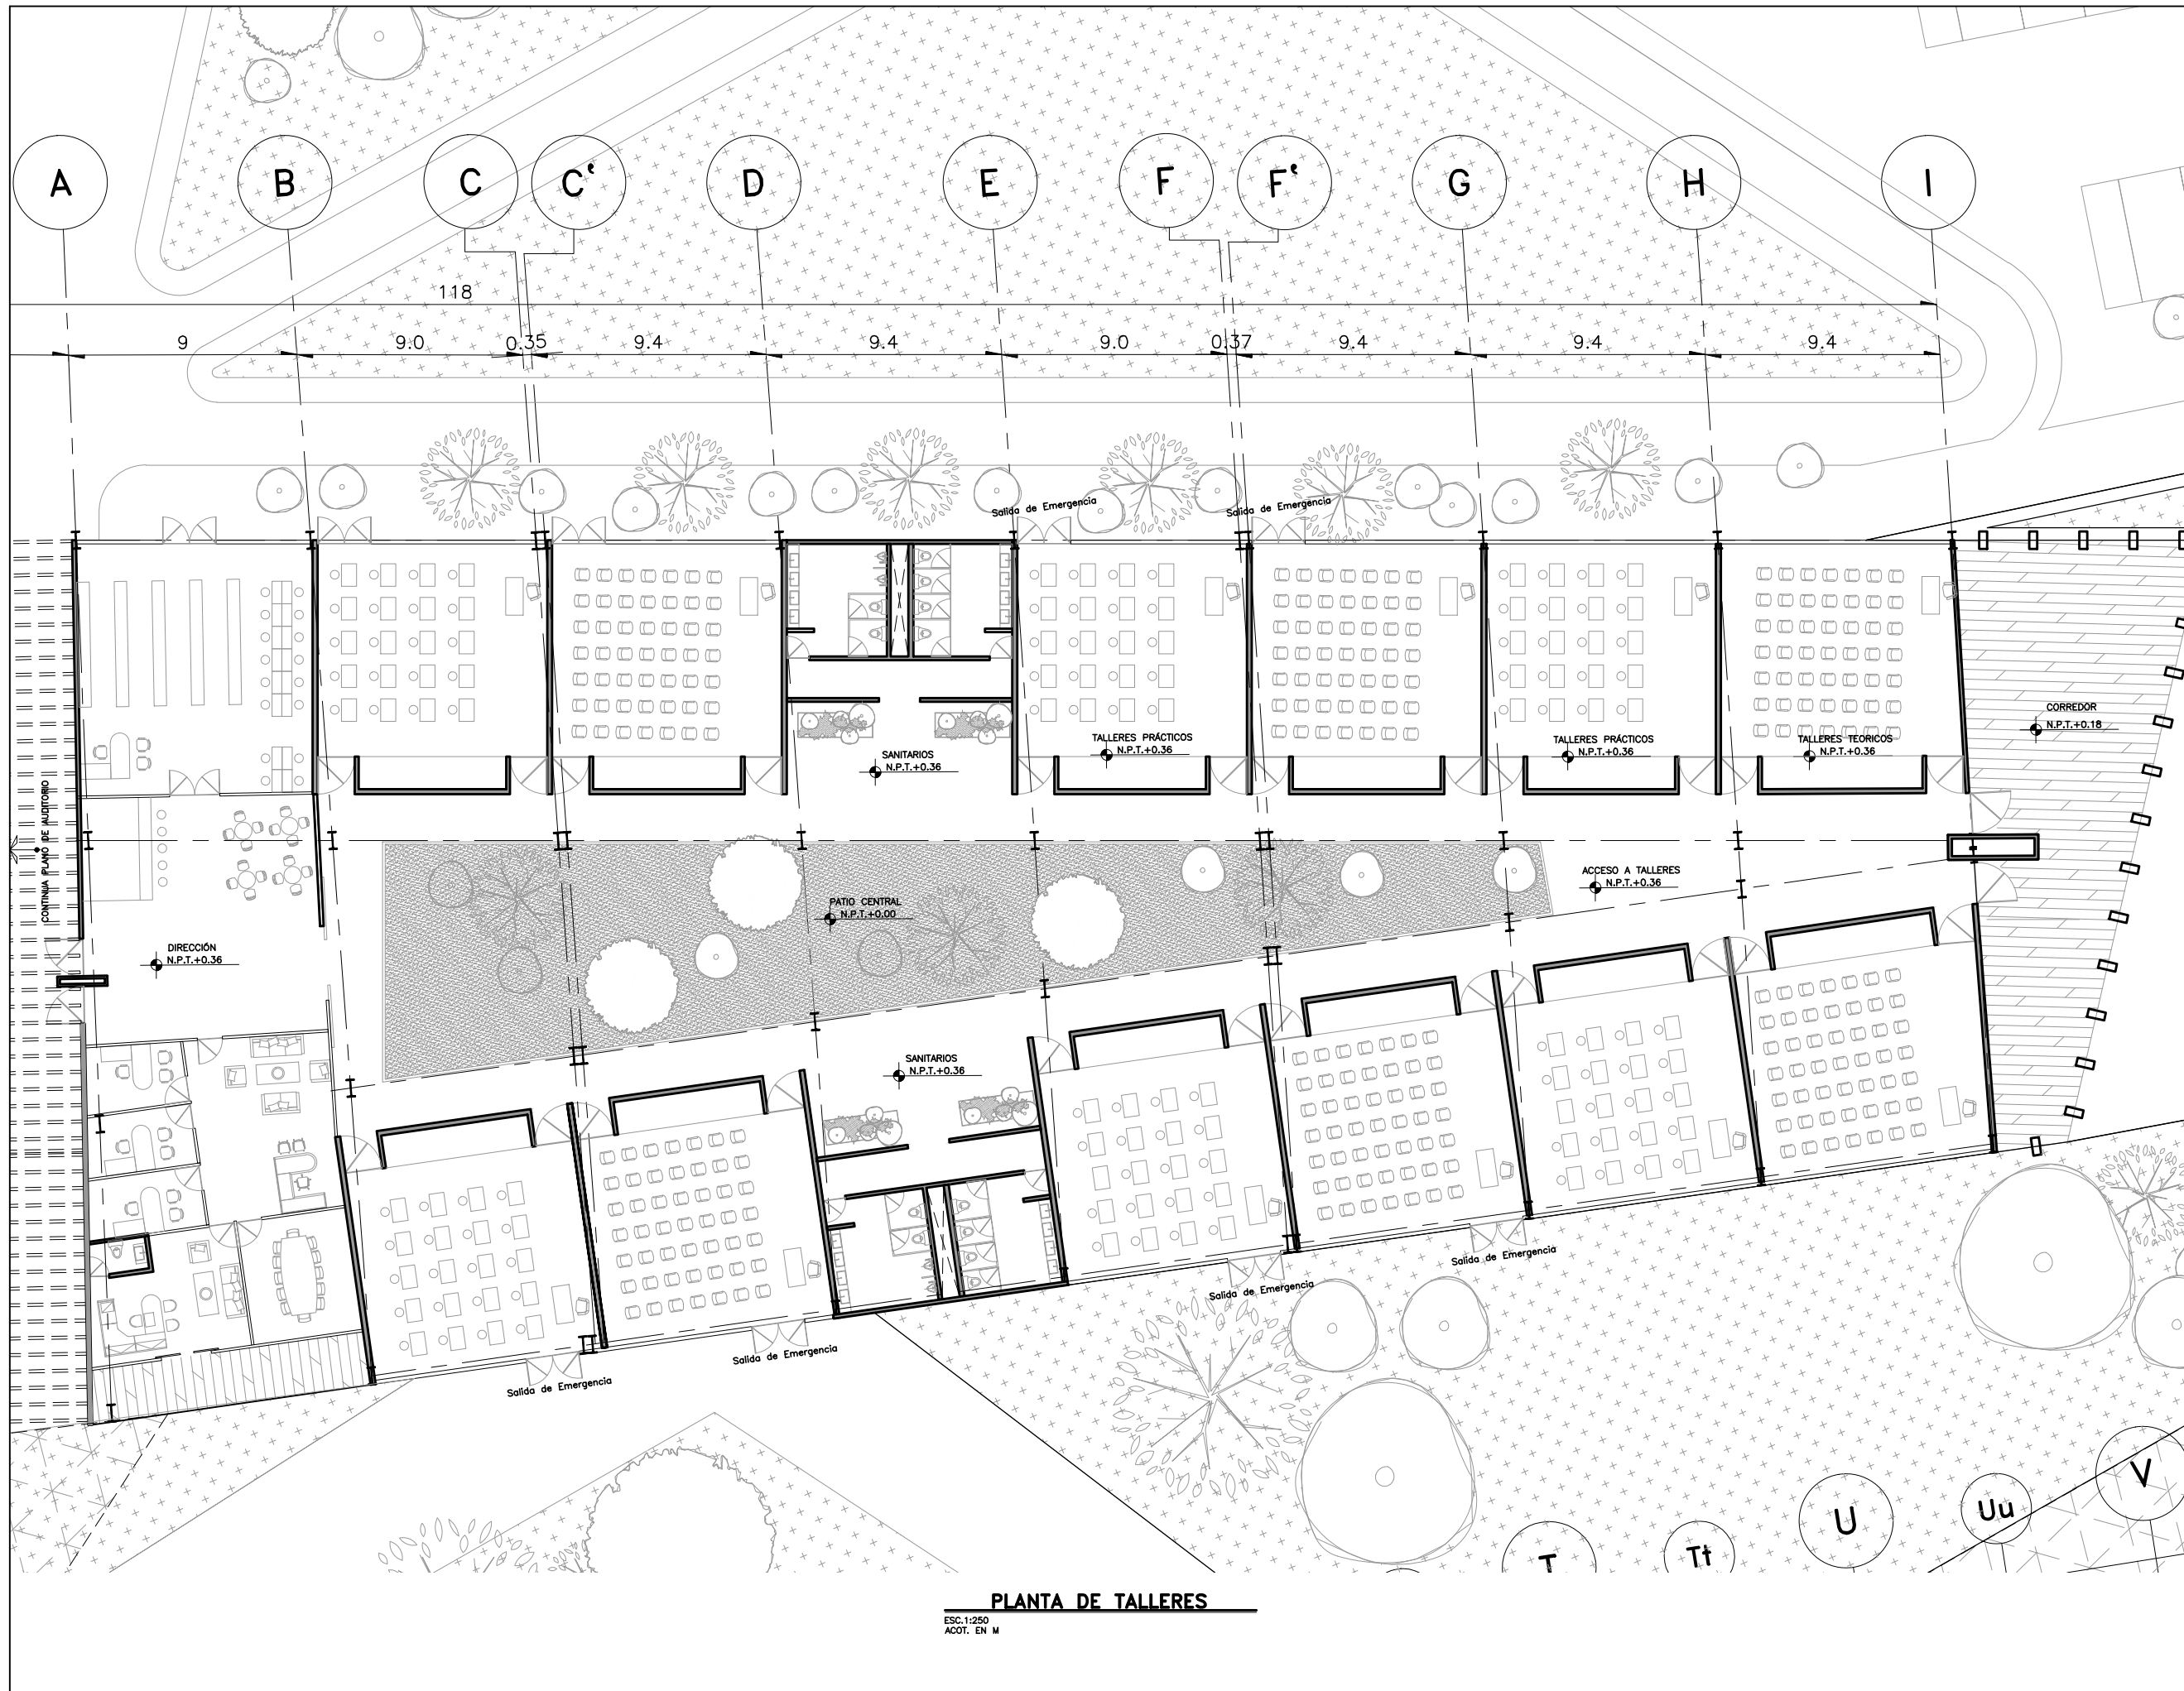 A B C C' D E F F' G H I
118
9 9.0 0.35 9.4 9.4 9.0 0.37 9.4 9.4 9.4
Salida de Emergencia
Salida de Emergencia
CORREDOR
N.P.T.+0.18
TALLERES PRÁCTICOS
N.P.T.+0.36
TALLERES PRÁCTICOS
N.P.T.+0.36
TALLERES TEORICOS
N.P.T.+0.36
SANITARIOS
N.P.T.+0.36
CONTINUA PLANO DE AUDITORIO
ACCESO A TALLERES
N.P.T.+0.36
PATIO CENTRAL
N.P.T.+0.00
DIRECCIÓN
N.P.T.+0.36
SANITARIOS
N.P.T.+0.36
Salida de Emergencia
Salida de Emergencia
Salida de Emergencia
Salida de Emergencia
T Tt U Uu V
PLANTA DE TALLERES
ESC.1:250
ACOT. EN M